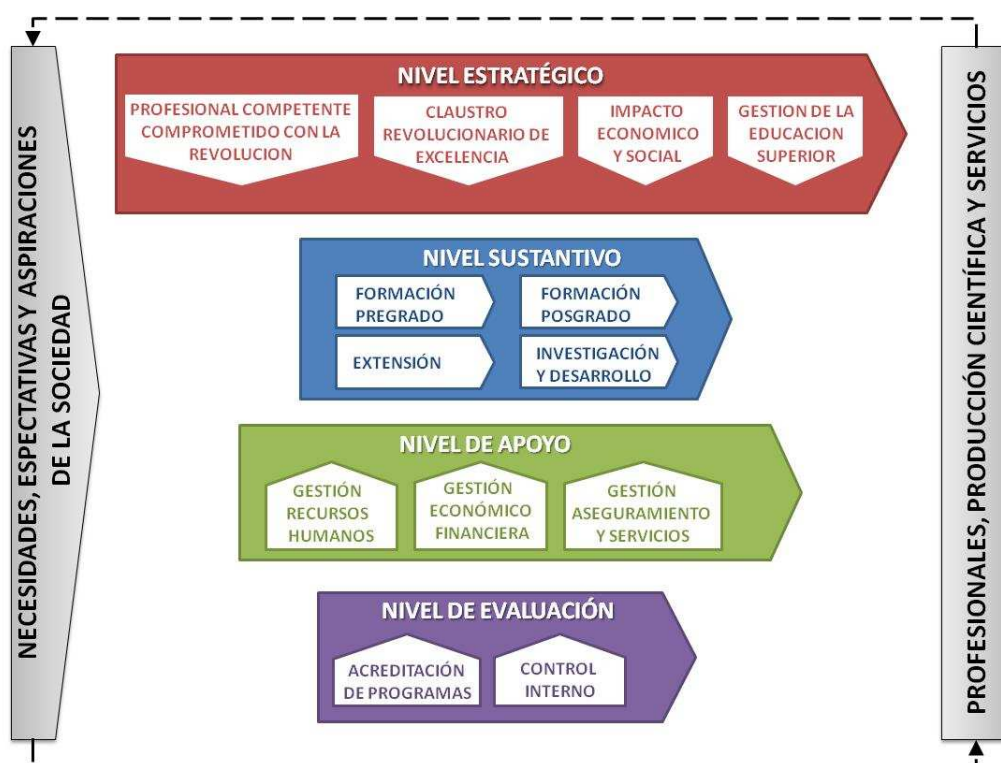 NECESIDADES, ESPECTATIVAS Y ASPIRACIONES
DE LA SOCIEDAD
NIVEL ESTRATÉGICO
PROFESIONAL COMPETENTE
COMPROMETIDO CON LA
REVOLUCION
CLAUSTRO
REVOLUCIONARIO DE
EXCELENCIA
IMPACTO
ECONOMICO
Y SOCIAL
GESTION DE LA
EDUCACION
SUPERIOR
NIVEL SUSTANTIVO
FORMACIÓN
PREGRADO
FORMACIÓN
POSGRADO
EXTENSIÓN
INVESTIGACIÓN
Y DESARROLLO
NIVEL DE APOYO
GESTIÓN
RECURSOS
HUMANOS
GESTIÓN
ECONÓMICO
FINANCIERA
GESTIÓN
ASEGURAMIENTO
Y SERVICIOS
NIVEL DE EVALUACIÓN
ACREDITACIÓN
DE PROGRAMAS
CONTROL
INTERNO
PROFESIONALES, PRODUCCIÓN CIENTÍFICA Y SERVICIOS